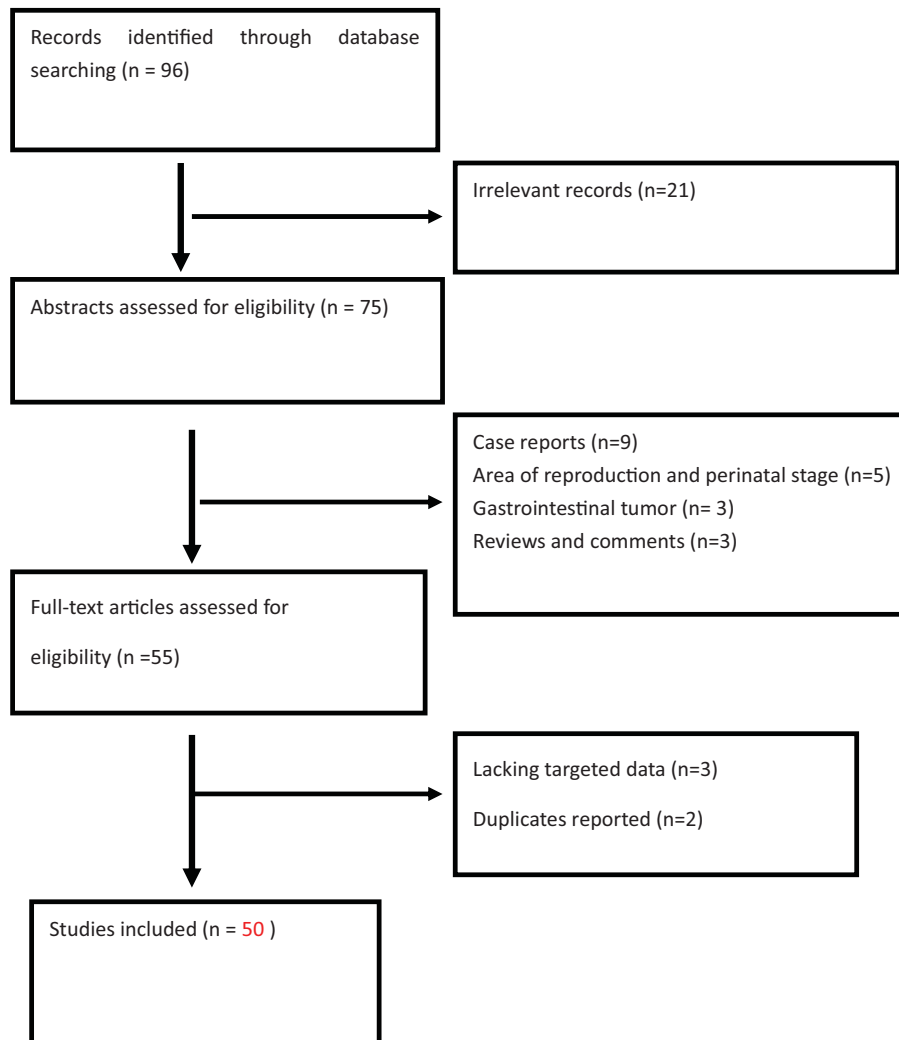 Records identified through database
searching (n = 96)
Irrelevant records (n=21)
Abstracts assessed for eligibility (n = 75)
Case reports (n=9)
Area of reproduction and perinatal stage (n=5)
Gastrointestinal tumor (n= 3)
Reviews and comments (n=3)
Full-text articles assessed for
eligibility (n =55)
Lacking targeted data (n=3)
Duplicates reported (n=2)
Studies included (n = 50 )